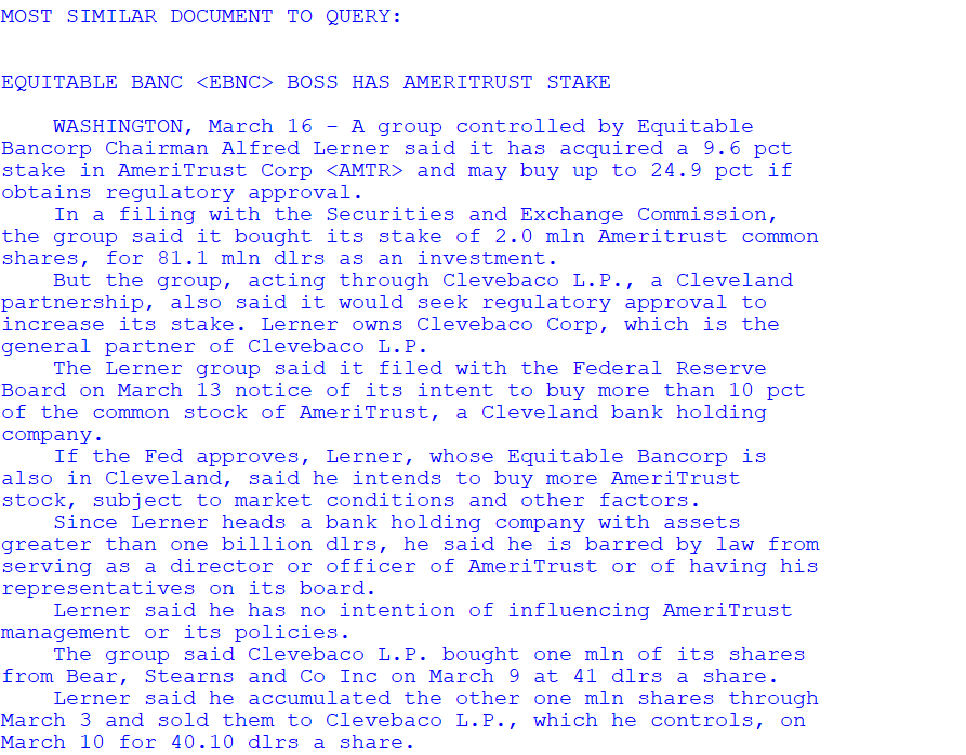 MOST SIMILAR DOCUMENT TO QUERY:
EQUITABLE BANC <EBNC> BOSS HAS AMERITRUST STAKE
WASHINGTON, March 16 - A group controlled by Equitable
Bancorp Chairman Alfred Lerner said it has acquired a 9.6 pct
stake in AmeriTrust Corp <AMTR> and may buy up to 24.9 pct if
obtains regulatory approval.
In a filing with the Securities and Exchange Commission,
the group said it bought its stake of 2.0 mln Ameritrust common
shares, for 81.1 mln dlrs as an investment.
But the group, acting through Clevebaco L.P., a Cleveland
partnership, also said it would seek regulatory approval to
increase its stake. Lerner owns Clevebaco Corp, which is the
general partner of Clevebaco L.P.
The Lerner group said it filed with the Federal Reserve
Board on March 13 notice of its intent to buy more than 10 pct
of the common stock of AmeriTrust, a Cleveland bank holding
company.
If the Fed approves, Lerner, whose Equitable Bancorp is
also in Cleveland, said he intends to buy more AmeriTrust
stock, subject to market conditions and other factors.
Since Lerner heads a bank holding company with assets
greater than one billion dlrs, he said he is barred by law from
serving as a director or officer of AmeriTrust or of having his
representatives on its board.
Lerner said he has no intention of influencing AmeriTrust
management or its policies.
The group said Clevebaco L.P. bought one mln of its shares
from Bear, Stearns and Co Inc on March 9 at 41 dlrs a share.
Lerner said he accumulated the other one mln shares through
March 3 and sold them to Clevebaco L.P., which he controls, on
March 10 for 40.10 dlrs a share.